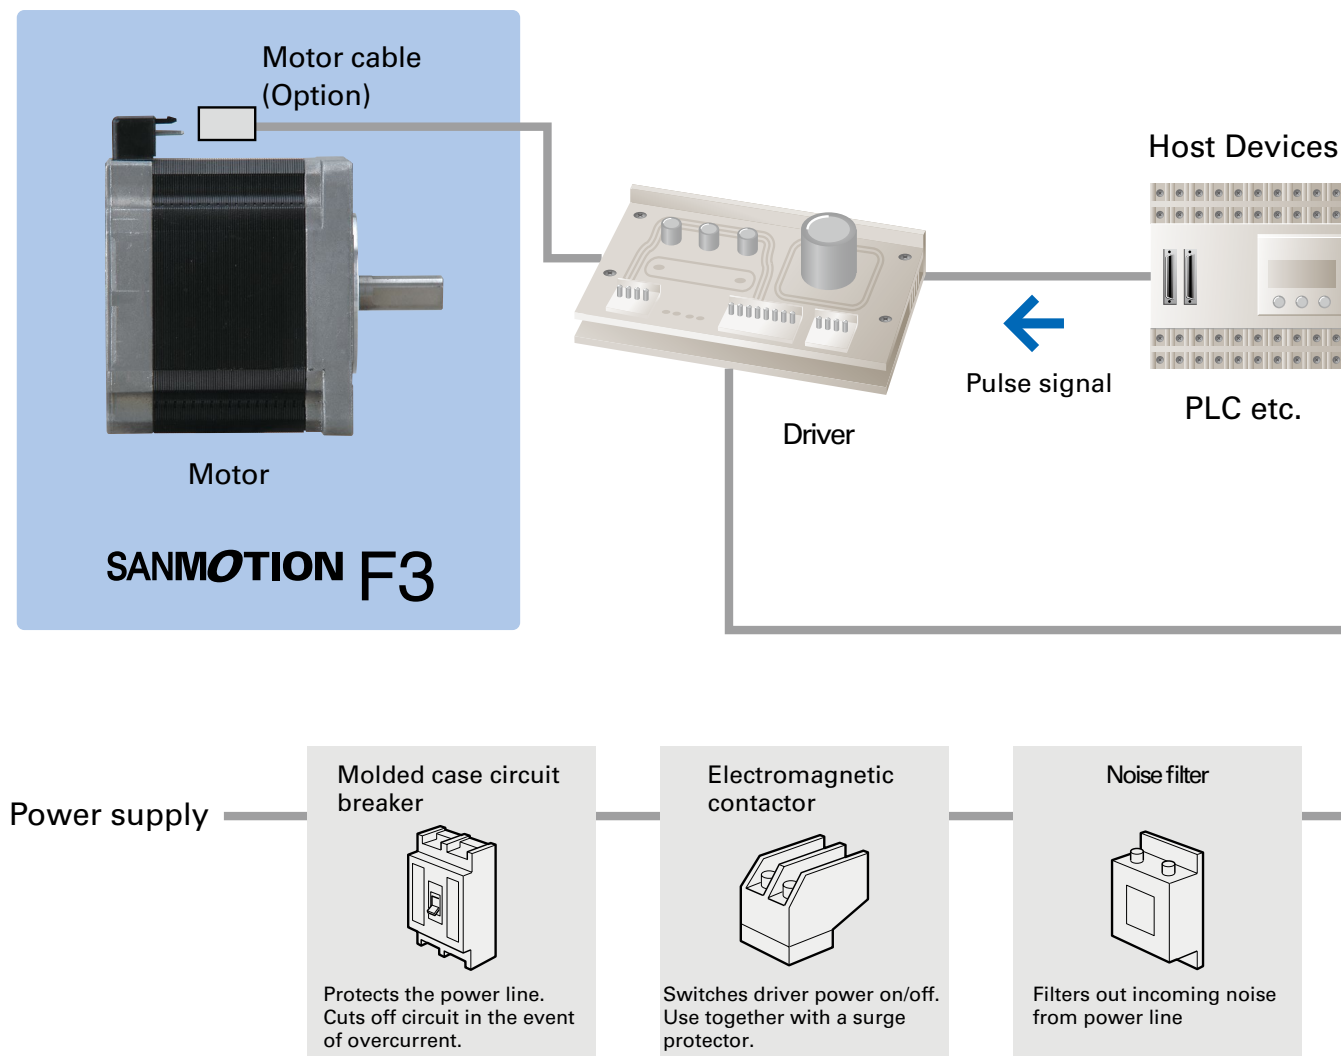 Motor cable
(Option)
Host Devices
Pulse signal
PLC etc.
Driver
Motor
SANMOTION F3
Power supply
Molded case circuit
breaker
Protects the power line.
Cuts off circuit in the event
of overcurrent.
Electromagnetic
contactor
Switches driver power on/off.
Use together with a surge
protector.
Noise filter
Filters out incoming noise
from power line